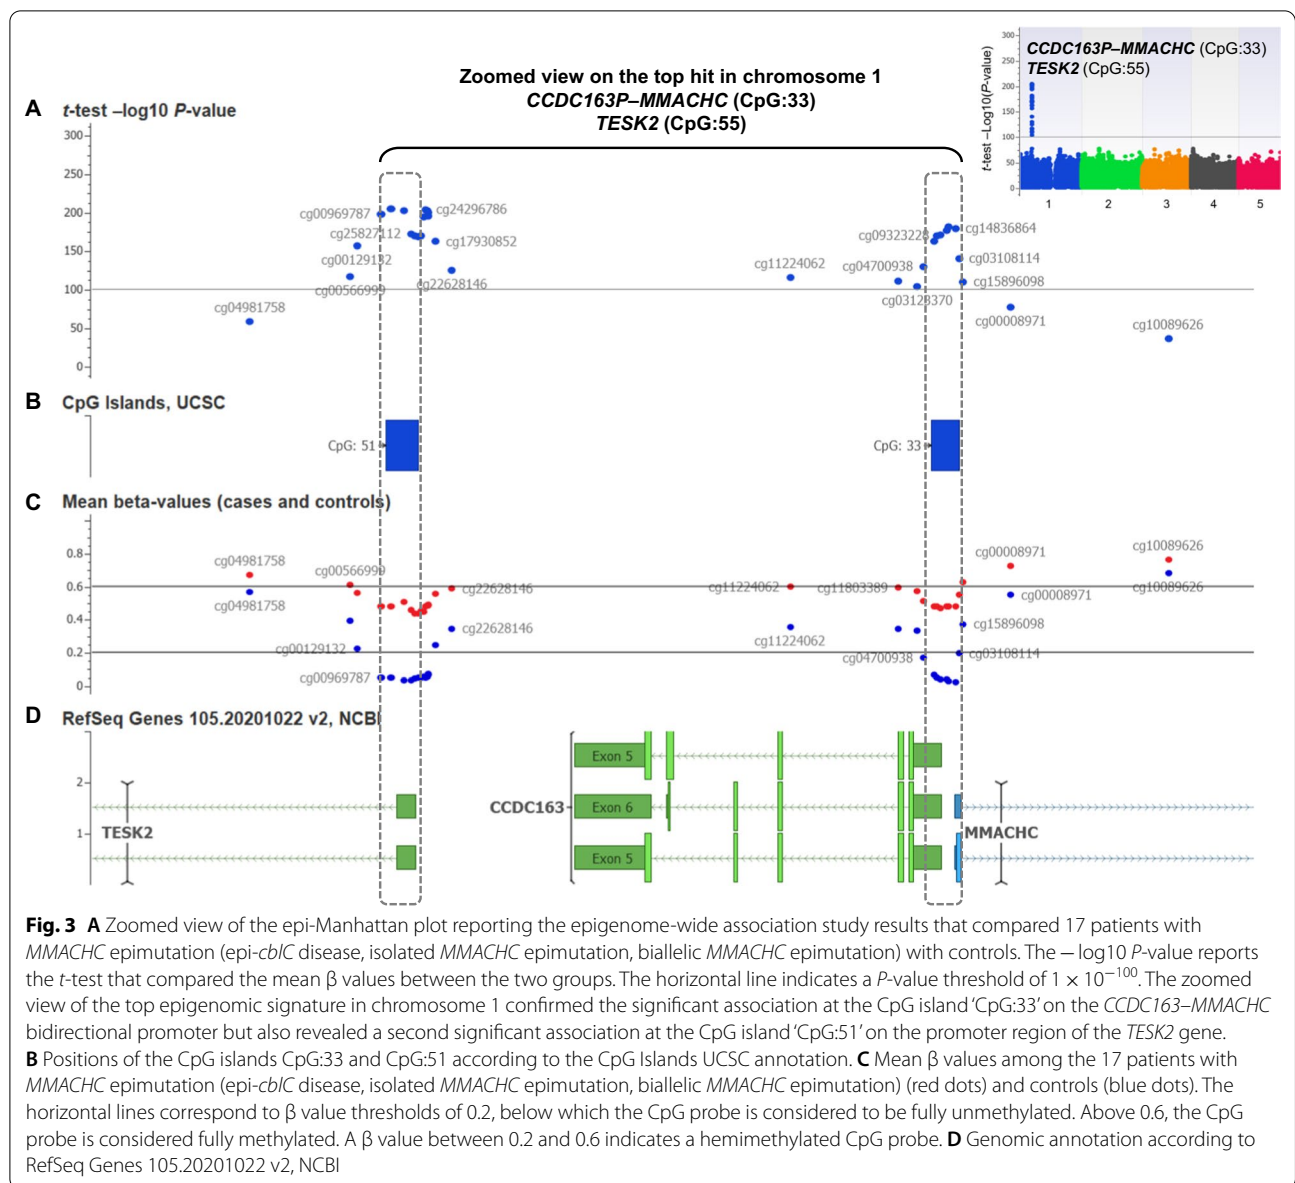 Zoomed view on the top hit in chromosome 1
CCDC163P–MMACHC (CpG:33)
TESK2 (CpG:55)
t-test –Log10(P-value)
CCDC163P–MMACHC (CpG:33)
TESK2 (CpG:55)
300
250
200
150
100
50
0
1 2 3 4 5
A t-test –log10 P-value
300
250
200
150
100
50
0
cg00969787
cg24296786
cg25827112
cg17930852
cg00129132
cg00566999
cg22628146
cg04981758
cg11224062
cg09323228
cg14836864
cg04700938
cg03108114
cg15896098
cg03123370
cg00008971
cg10089626
B CpG Islands, UCSC
CpG: 51
CpG: 33
C Mean beta-values (cases and controls)
0.8
0.6
0.4
0.2
0
cg04981758
cg00566999
cg04981758
cg22628146
cg22628146
cg00129132
cg00969787
cg11224062
cg11803389
cg11224062
cg04700938
cg00008971
cg10089626
cg10089626
cg00008971
cg15896098
cg03108114
D RefSeq Genes 105.20201022 v2, NCBI
2
1
TESK2
CCDC163
Exon 5
Exon 6
Exon 5
MMACHC
Fig. 3 A Zoomed view of the epi-Manhattan plot reporting the epigenome-wide association study results that compared 17 patients with
MMACHC epimutation (epi-cblC disease, isolated MMACHC epimutation, biallelic MMACHC epimutation) with controls. The − log10 P-value reports
the t-test that compared the mean β values between the two groups. The horizontal line indicates a P-value threshold of 1 × 10⁻¹⁰⁰. The zoomed
view of the top epigenomic signature in chromosome 1 confirmed the significant association at the CpG island ‘CpG:33’ on the CCDC163–MMACHC
bidirectional promoter but also revealed a second significant association at the CpG island ‘CpG:51’ on the promoter region of the TESK2 gene.
B Positions of the CpG islands CpG:33 and CpG:51 according to the CpG Islands UCSC annotation. C Mean β values among the 17 patients with
MMACHC epimutation (epi-cblC disease, isolated MMACHC epimutation, biallelic MMACHC epimutation) (red dots) and controls (blue dots). The
horizontal lines correspond to β value thresholds of 0.2, below which the CpG probe is considered to be fully unmethylated. Above 0.6, the CpG
probe is considered fully methylated. A β value between 0.2 and 0.6 indicates a hemimethylated CpG probe. D Genomic annotation according to
RefSeq Genes 105.20201022 v2, NCBI